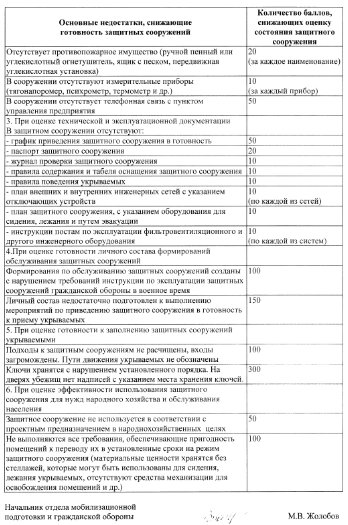 Основные недостатки, снижающие
готовность защитных сооружений
Количество баллов,
снижающих оценку
состояния защитного
сооружения
Отсутствует противопожарное имущество (ручной пенный или
углекислотный огнетушитель, ящик с песком, передвижная
углекислотная установка)
20
(за каждое наименование)
В сооружении отсутствуют измерительные приборы
(тягонапоромер, психрометр, термометр и др.)
10
(за каждый прибор)
В сооружении отсутствует телефонная связь с пунктом
управления предприятия
50
3. При оценке технической и эксплуатационной документации
В защитном сооружении отсутствуют:
- график приведения защитного сооружения в готовность
50
- паспорт защитного сооружения
20
- журнал проверки защитного сооружения
10
- правила содержания и табеля оснащения защитного сооружения
10
- правила поведения укрываемых
10
- план внешних и внутренних инженерных сетей с указанием
отключающих устройств
10
(по каждой из сетей)
- план защитного сооружения, с указанием оборудования для
сидения, лежания и путем эвакуации
10
- инструкции постам по эксплуатации фильтровентиляционного и
другого инженерного оборудования
10
(по каждой из систем)
4.При оценке готовности личного состава формирований
обслуживания защитных сооружений
Формирования по обслуживанию защитных сооружений созданы
с нарушением требований инструкции по эксплуатации защитных
сооружений гражданской обороны в военное время
100
Личный состав недостаточно подготовлен к выполнению
мероприятий по приведению защитного сооружения в готовность
к приему укрываемых
150
5. При оценке готовности к заполнению защитных сооружений
укрываемыми
Подходы к защитным сооружениям не расчищены, входы
загромождены. Пути движения укрываемых не обозначены
100
Ключи хранятся с нарушением установленного порядка. На
дверях убежищ нет надписей с указанием места хранения ключей.
300
6. При оценке эффективности использования защитного
сооружения для нужд народного хозяйства и обслуживания
населения
Защитное сооружение не используется в соответствии с
проектным предназначением в народнохозяйственных целях
50
Не выполняются все требования, обеспечивающие пригодность
помещений к переводу их в установленные сроки на режим
защитного сооружения (материальные ценности хранятся без
стеллажей, которые могут быть использованы для сидения,
лежания укрываемых, отсутствуют средства механизации для
освобождения помещений и др.)
100
Начальник отдела мобилизационной
подготовки и гражданской обороны
М.В. Жолобов